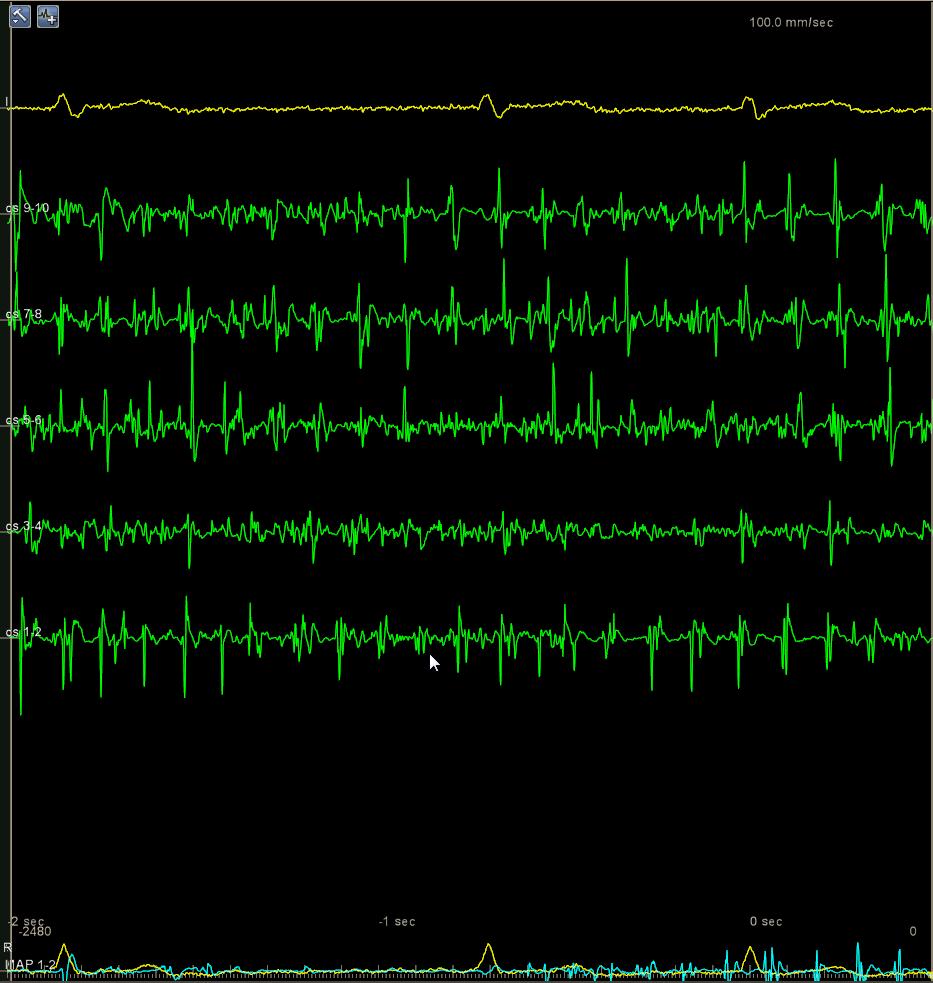 100.0 mm/sec
I
cs 9-10
cs 7-8
cs 5-6
cs 3-4
cs 1-2
-2 sec
-1 sec
0 sec
-2480
0
R
MAP 1-2